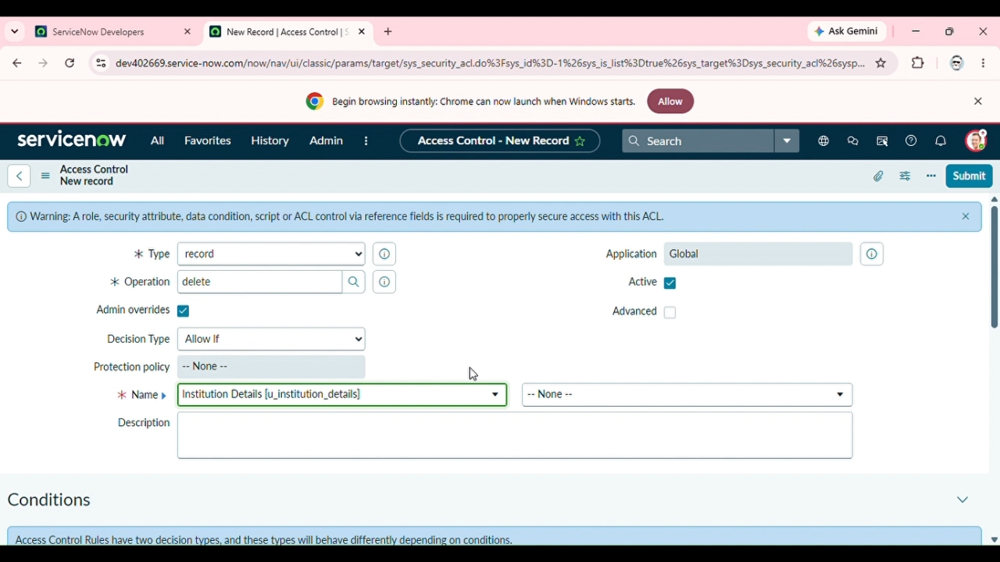 ServiceNow Developers
New Record | Access Control | S
Ask Gemini
dev402669.service-now.com/now/nav/ui/classic/params/target/sys_security_acl.do%3Fsys_id%3D-1%26sys_is_list%3Dtrue%26sys_target%3Dsys_security_acl%26sysp...
Begin browsing instantly: Chrome can now launch when Windows starts.
Allow
servicenow
All
Favorites
History
Admin
Access Control - New Record
Search
Access Control
New record
Submit
Warning: A role, security attribute, data condition, script or ACL control via reference fields is required to properly secure access with this ACL.
* Type
record
Application
Global
* Operation
delete
Active
Admin overrides
Advanced
Decision Type
Allow If
Protection policy
-- None --
* Name
Institution Details [u_institution_details]
-- None --
Description
Conditions
Access Control Rules have two decision types, and these types will behave differently depending on conditions.